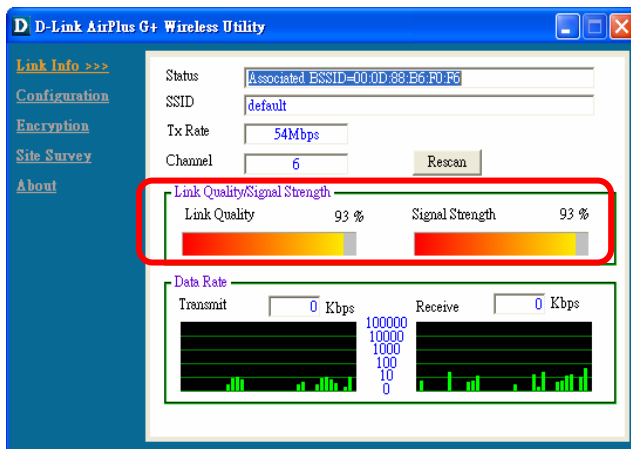 D D-Link AirPlus G+ Wireless Utility
Link Info >>>
Configuration
Encryption
Site Survey
About
Status Associated BSSID=00:0D:88:B6:F0:F6
SSID default
Tx Rate 54Mbps
Channel 6 Rescan
Link Quality/Signal Strength
Link Quality 93 % Signal Strength 93 %
Data Rate
Transmit 0 Kbps Receive 0 Kbps
100000
10000
1000
100
10
0